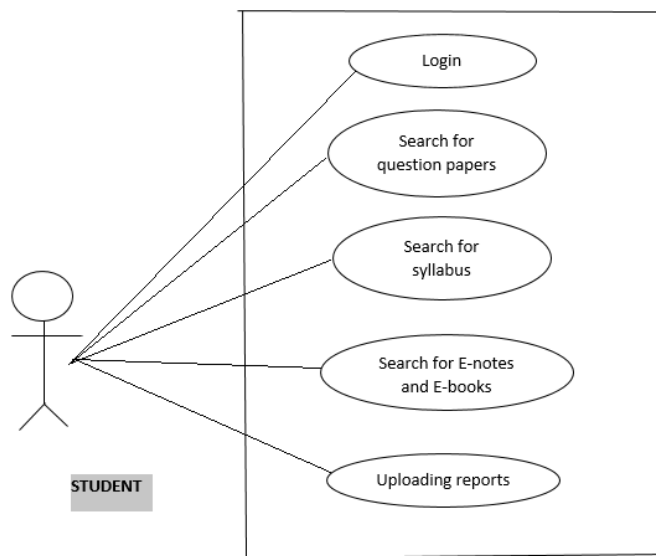 Login
Search for
question papers
Search for
syllabus
Search for E-notes
and E-books
Uploading reports
STUDENT